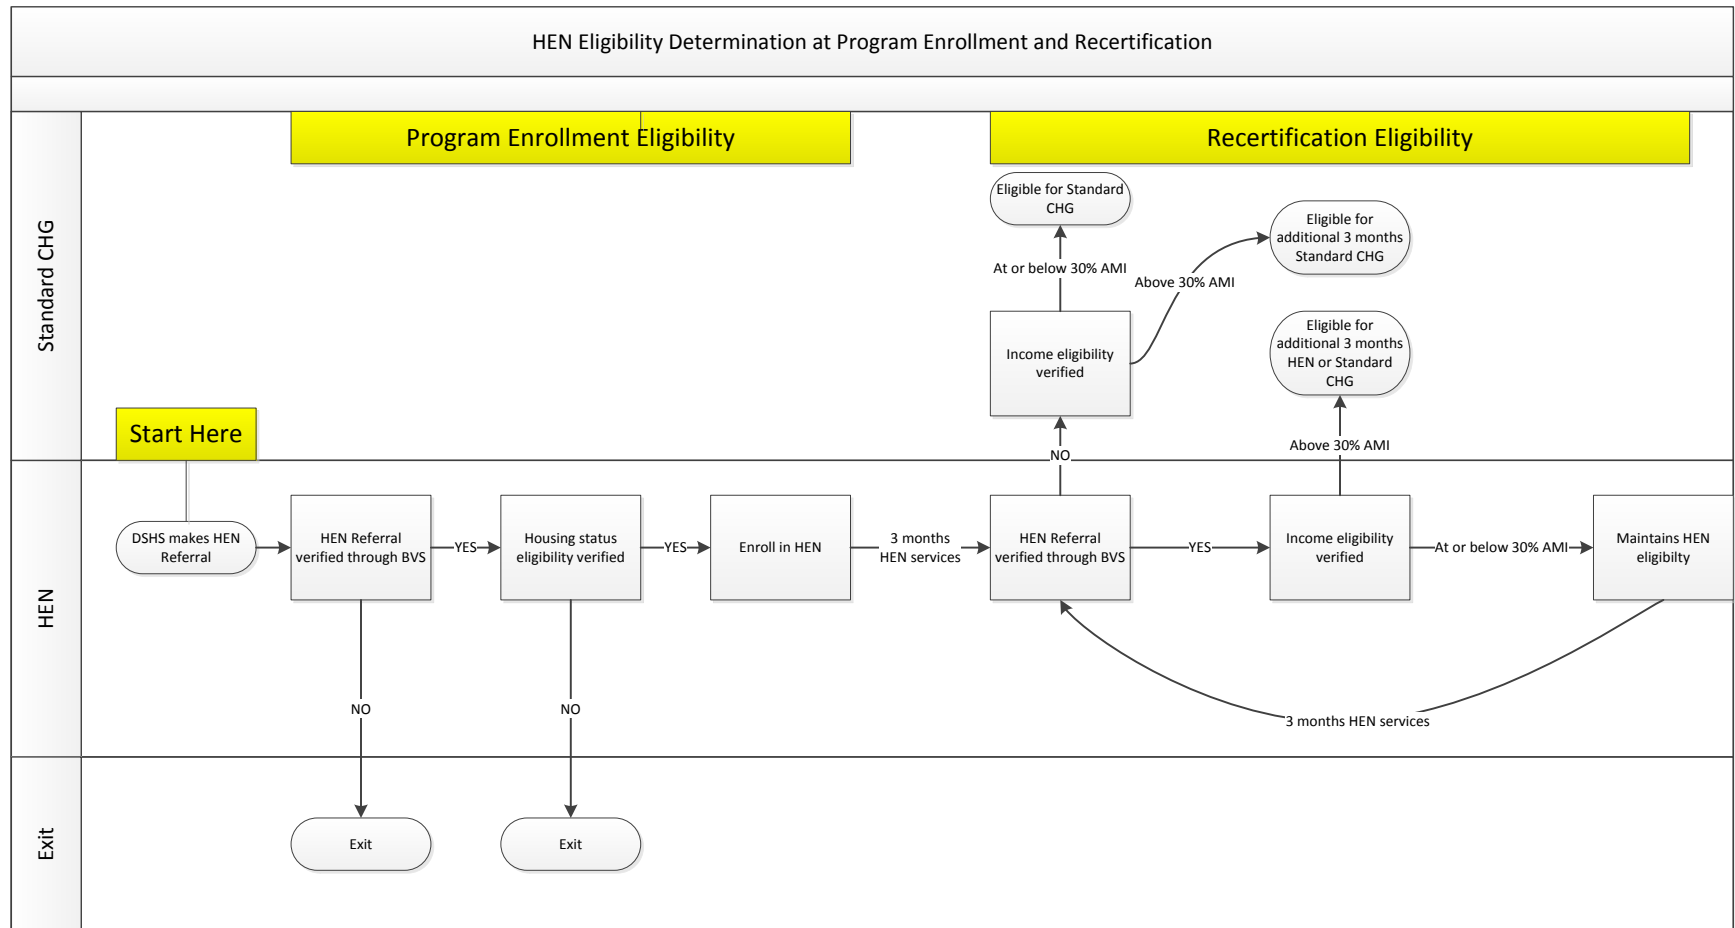 HEN Eligibility Determination at Program Enrollment and Recertification
Program Enrollment Eligibility
Recertification Eligibility
Standard CHG
Eligible for Standard
CHG
Eligible for
additional 3 months
Standard CHG
At or below 30% AMI
Above 30% AMI
Income eligibility
verified
Eligible for
additional 3 months
HEN or Standard
CHG
Start Here
NO
Above 30% AMI
HEN
DSHS makes HEN
Referral
HEN Referral
verified through BVS
YES
Housing status
eligibility verified
YES
Enroll in HEN
3 months
HEN services
HEN Referral
verified through BVS
YES
Income eligibility
verified
At or below 30% AMI
Maintains HEN
eligibilty
NO
NO
3 months HEN services
Exit
Exit
Exit